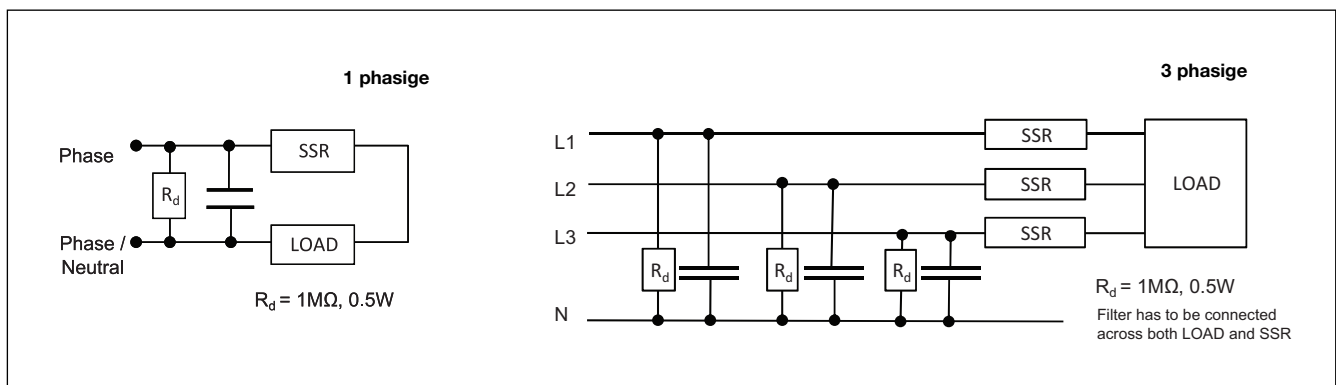 1 phasige
Phase
SSR
R_d
Phase /
Neutral
LOAD
R_d = 1MΩ, 0.5W
3 phasige
L1
SSR
L2
SSR
LOAD
L3
SSR
R_d
R_d
R_d
N
R_d = 1MΩ, 0.5W
Filter has to be connected
across both LOAD and SSR